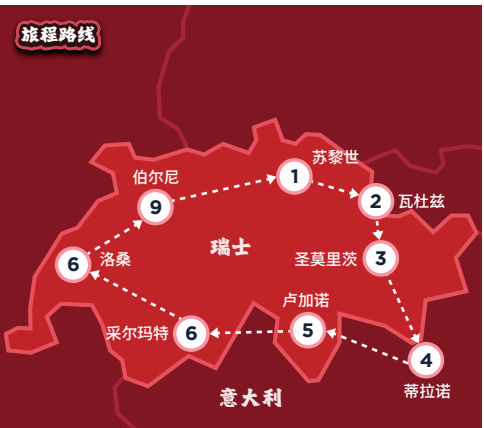 旅程路线
苏黎世
1
伯尔尼
9
2
瓦杜兹
瑞士
圣莫里茨
3
6
洛桑
卢加诺
5
采尔玛特
6
4
蒂拉诺
意大利